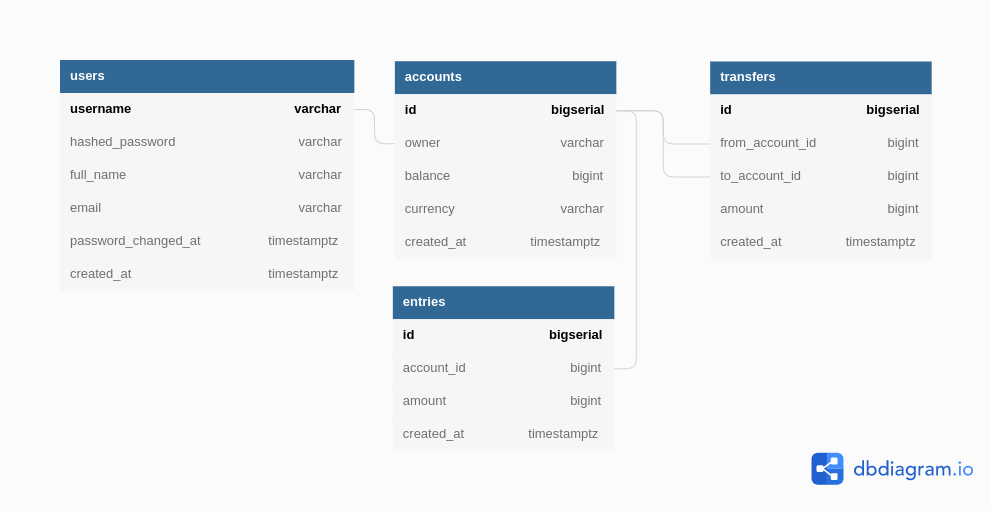 users
username varchar
hashed_password varchar
full_name varchar
email varchar
password_changed_at timestamptz
created_at timestamptz
accounts
id bigserial
owner varchar
balance bigint
currency varchar
created_at timestamptz
transfers
id bigserial
from_account_id bigint
to_account_id bigint
amount bigint
created_at timestamptz
entries
id bigserial
account_id bigint
amount bigint
created_at timestamptz
dbdiagram.io